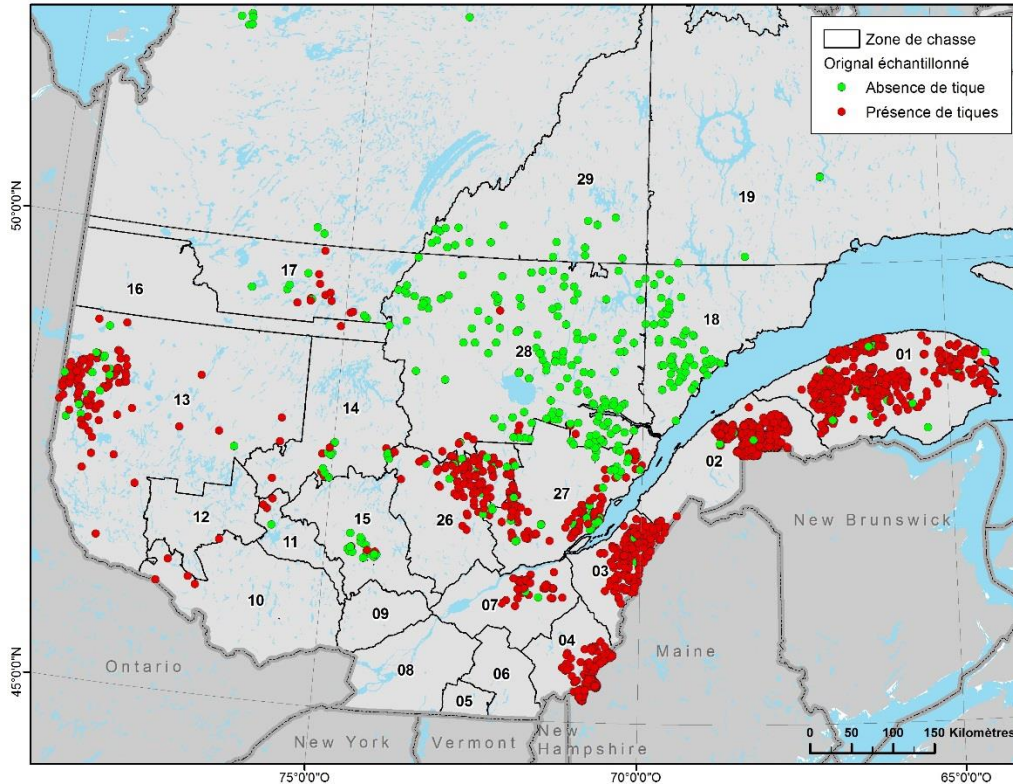 Zone de chasse
Orignal échantillonné
Absence de tique
Présence de tiques
50°0'0"N
29
19
17
16
18
28
01
13
14
02
27
12
15
26
New Brunswick
11
03
10
07
09
04
Ontario
Maine
45°0'0"N
08
06
05
New York
Vermont
New
Hampshire
0 25 50 100 150 Kilomètres
75°0'0"O
70°0'0"O
65°0'0"O